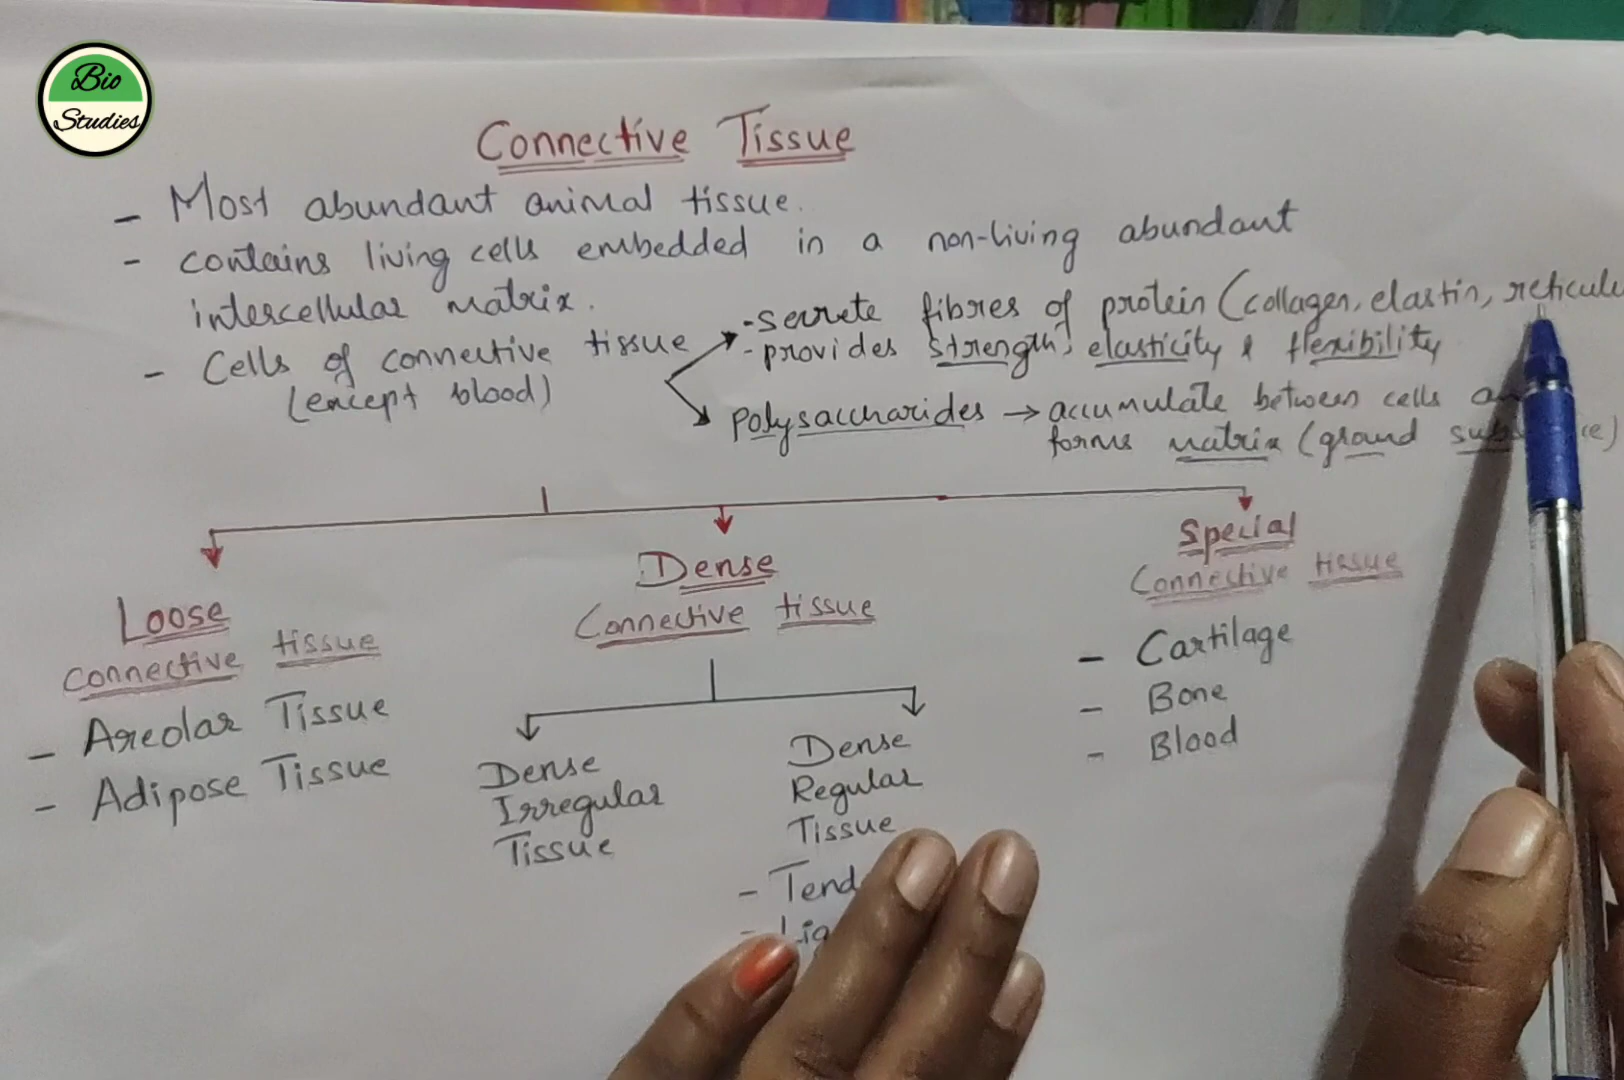 Bio
Studies
Connective Tissue
- Most abundant animal tissue.
- contains living cells embedded in a non-living abundant
intercellular matrix.
- Cells of connective tissue
(except blood)
- secrete fibres of protein (collagen, elastin,
- provides strength, elasticity & flexibility
Polysaccharides → accumulate between cells
forms matrix (ground
Loose
Connective tissue
- Areolar Tissue
- Adipose Tissue
Dense
Connective tissue
Dense
Irregular
Tissue
Dense
Regular
Tissue
- Tend
- Lig
Special
Connective tissue
- Cartilage
- Bone
- Blood